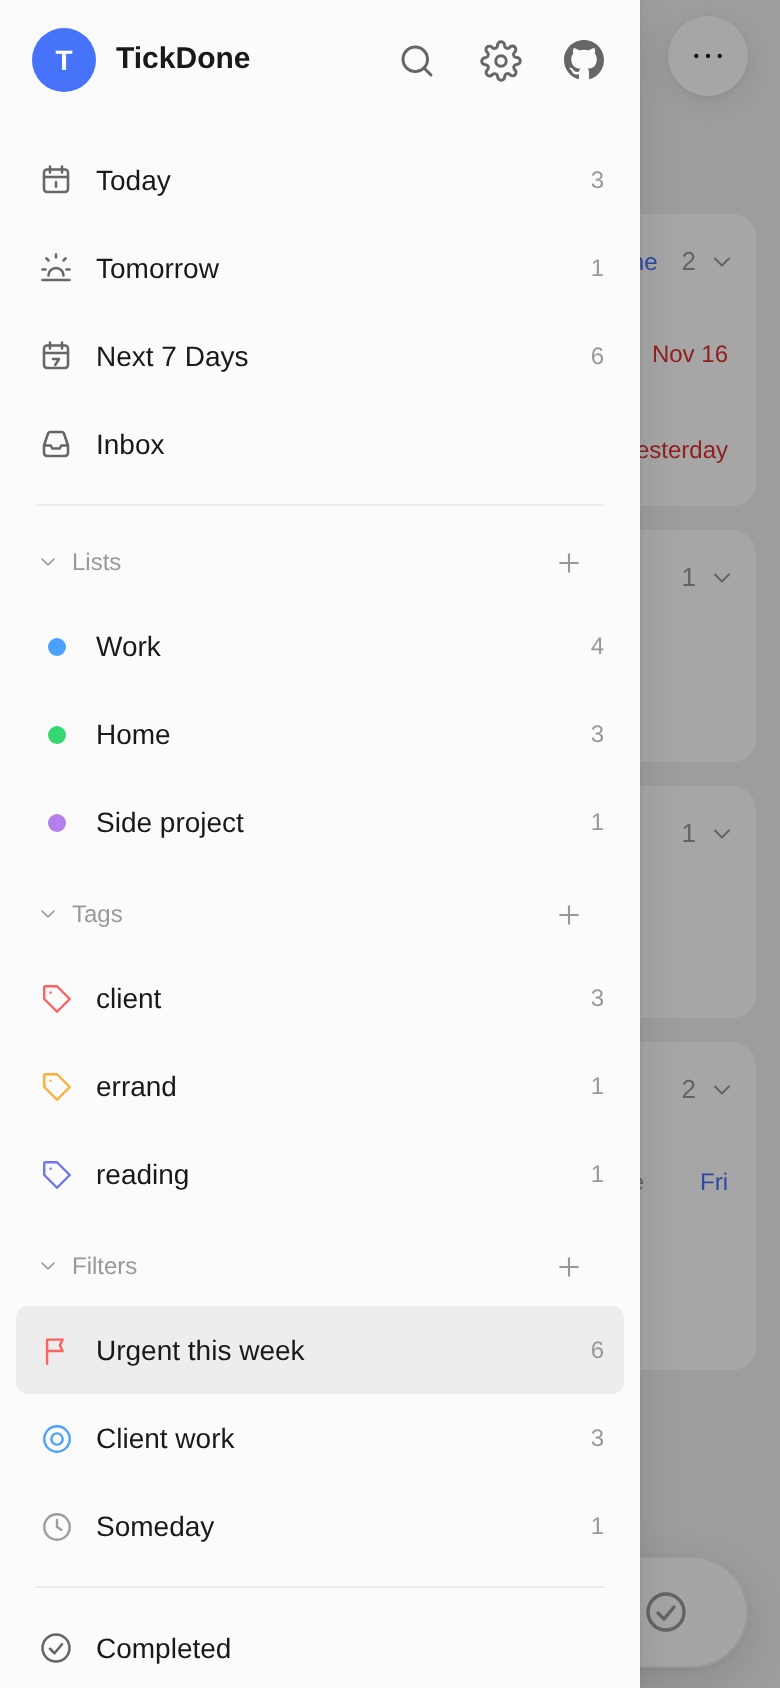 T TickDone
Today 3
Tomorrow 1
2
Next 7 Days 6
Nov 16
Inbox
Lists
1
Work 4
Home 3
Side project 1
1
Tags
client 3
errand 1
2
reading 1
Fri
Filters
Urgent this week 6
Client work 3
Someday 1
Completed